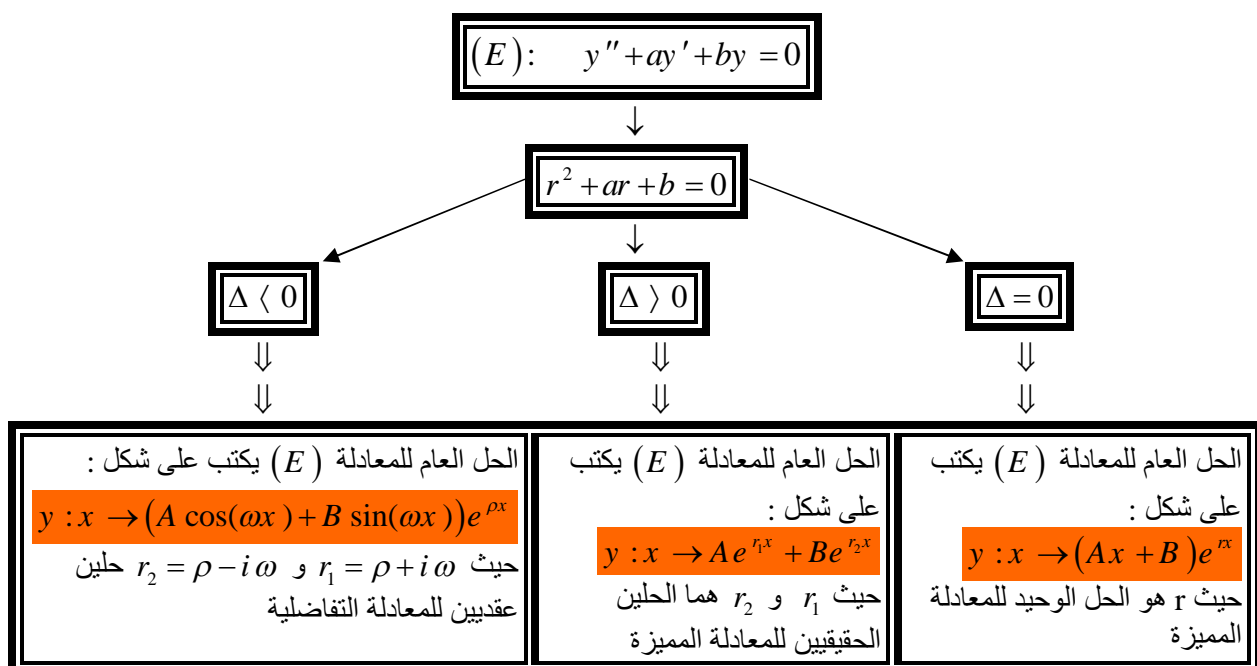 (E): y″+ay′+by=0
↓
r²+ar+b=0
↓
Δ ⟨ 0
Δ ⟩ 0
Δ = 0
⇓ ⇓ ⇓
⇓ ⇓ ⇓
الحل العام للمعادلة (E) يكتب على شكل :
y : x → (A cos(ωx)+B sin(ωx))e^{ρx}
حيث r₁ = ρ+iω و r₂ = ρ−iω حلين
عقديين للمعادلة التفاضلية
الحل العام للمعادلة (E) يكتب
على شكل :
y : x → Ae^{r₁x} + Be^{r₂x}
حيث r₁ و r₂ هما الحلين
الحقيقيين للمعادلة المميزة
الحل العام للمعادلة (E) يكتب
على شكل :
y : x → (Ax + B)e^{rx}
حيث r هو الحل الوحيد للمعادلة
المميزة